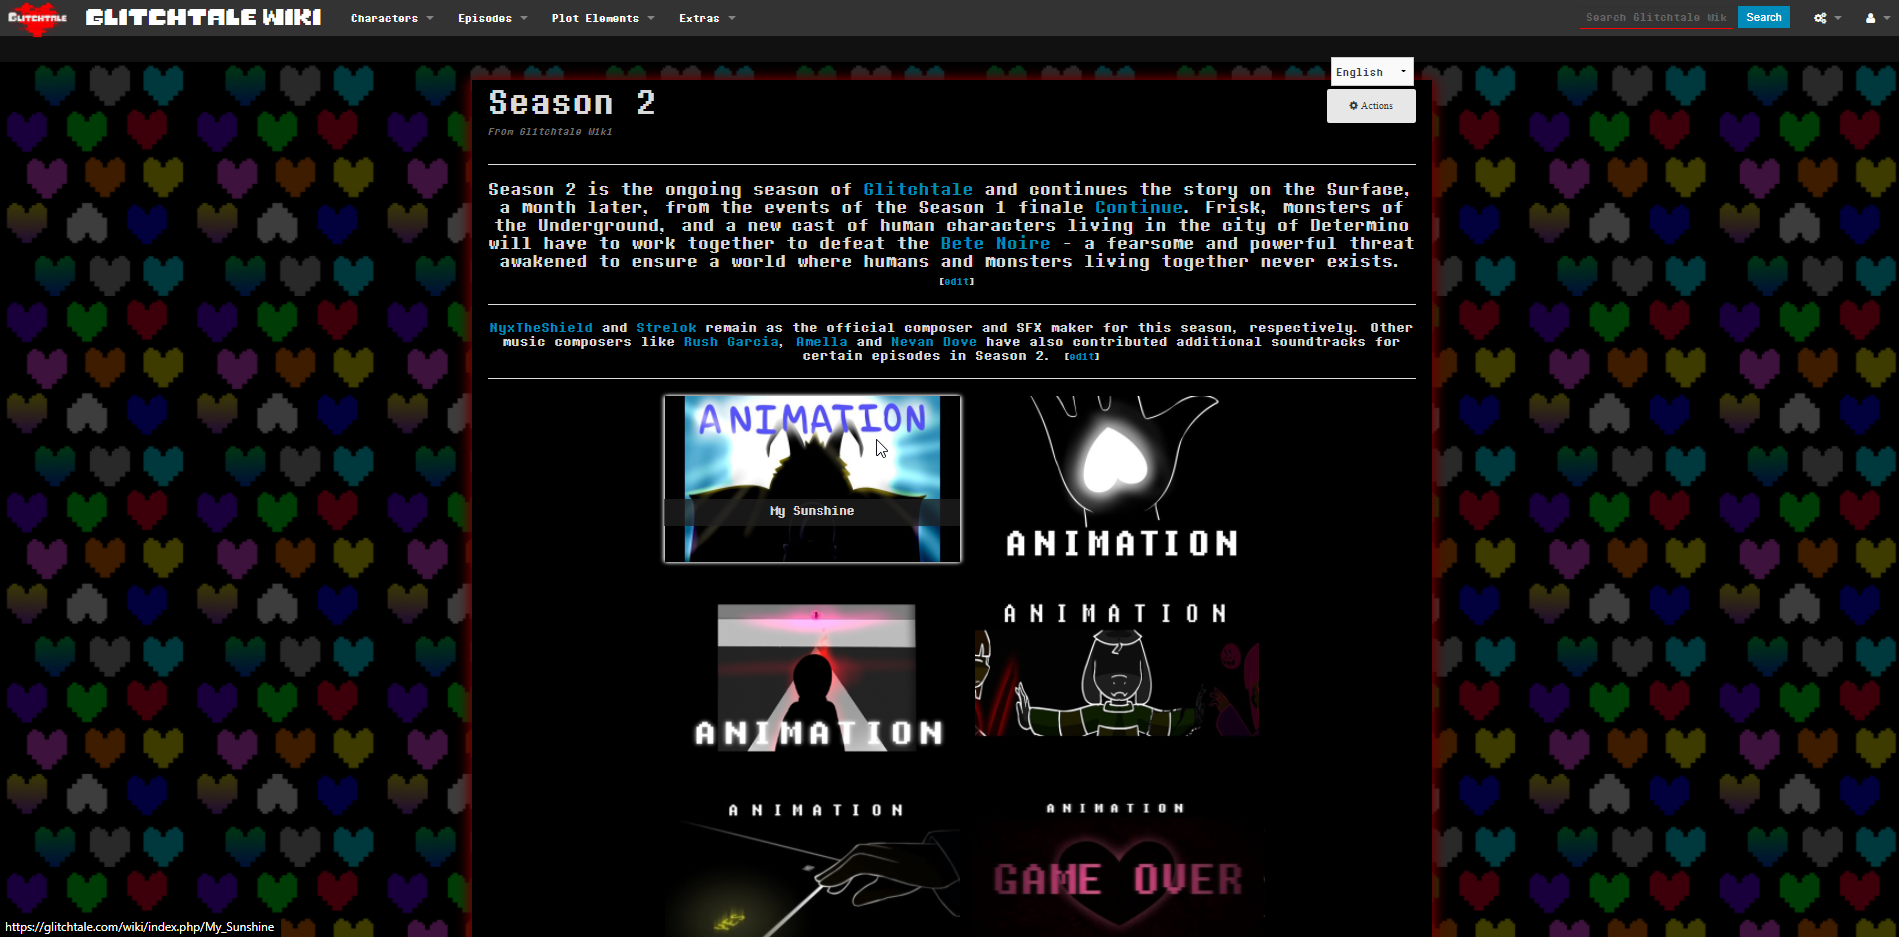 GLITCHTALE GLITCHTALE WIKI Characters Episodes Plot Elements Extras Search Glitchtale Wik Search
English
Season 2
Actions
From Glitchtale Wiki
Season 2 is the ongoing season of Glitchtale and continues the story on the Surface,
a month later, from the events of the Season 1 finale Continue. Frisk, monsters of
the Underground, and a new cast of human characters living in the city of Determino
will have to work together to defeat the Bete Noire - a fearsome and powerful threat
awakened to ensure a world where humans and monsters living together never exists.
[edit]
NyxTheShield and Strelok remain as the official composer and SFX maker for this season, respectively. Other
music composers like Rush Garcia, Amella and Nevan Dove have also contributed additional soundtracks for
certain episodes in Season 2. [edit]
ANIMATION
My Sunshine
ANIMATION
ANIMATION
ANIMATION
ANIMATION
ANIMATION
GAME OVER
https://glitchtale.com/wiki/index.php/My_Sunshine